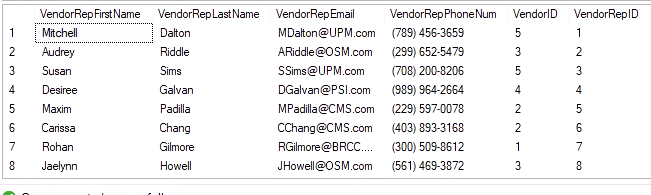 VendorRepFirstName VendorRepLastName VendorRepEmail VendorRepPhoneNum VendorID VendorRepID
1 Mitchell Dalton MDalton@UPM.com (789) 456-3659 5 1
2 Audrey Riddle ARiddle@OSM.com (299) 652-5479 3 2
3 Susan Sims SSims@UPM.com (708) 200-8206 5 3
4 Desiree Galvan DGalvan@PSI.com (989) 964-2664 4 4
5 Maxim Padilla MPadilla@CMS.com (229) 597-0078 2 5
6 Carissa Chang CChang@CMS.com (403) 893-3168 2 6
7 Rohan Gilmore RGilmore@BRCC.... (300) 509-8612 1 7
8 Jaelynn Howell JHowell@OSM.com (561) 469-3872 3 8